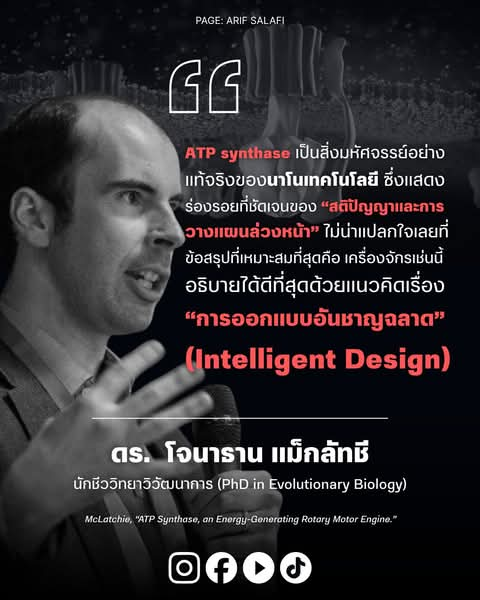 PAGE: ARIF SALAFI
ATP synthase เป็นสิ่งมหัศจรรย์อย่าง
แท้จริงของนาโนเทคโนโลยี ซึ่งแสดง
ร่องรอยที่ชัดเจนของ “สติปัญญาและการ
วางแผนล่วงหน้า” ไม่น่าแปลกใจเลยที่
ข้อสรุปที่เหมาะสมที่สุดคือ เครื่องจักรเช่นนี้
อธิบายได้ดีที่สุดด้วยแนวคิดเรื่อง
“การออกแบบอันชาญฉลาด”
(Intelligent Design)
ดร. โจนาธาน แม็กลัทชี
นักชีววิทยาวิวัฒนาการ (PhD in Evolutionary Biology)
McLatchie, “ATP Synthase, an Energy-Generating Rotary Motor Engine.”